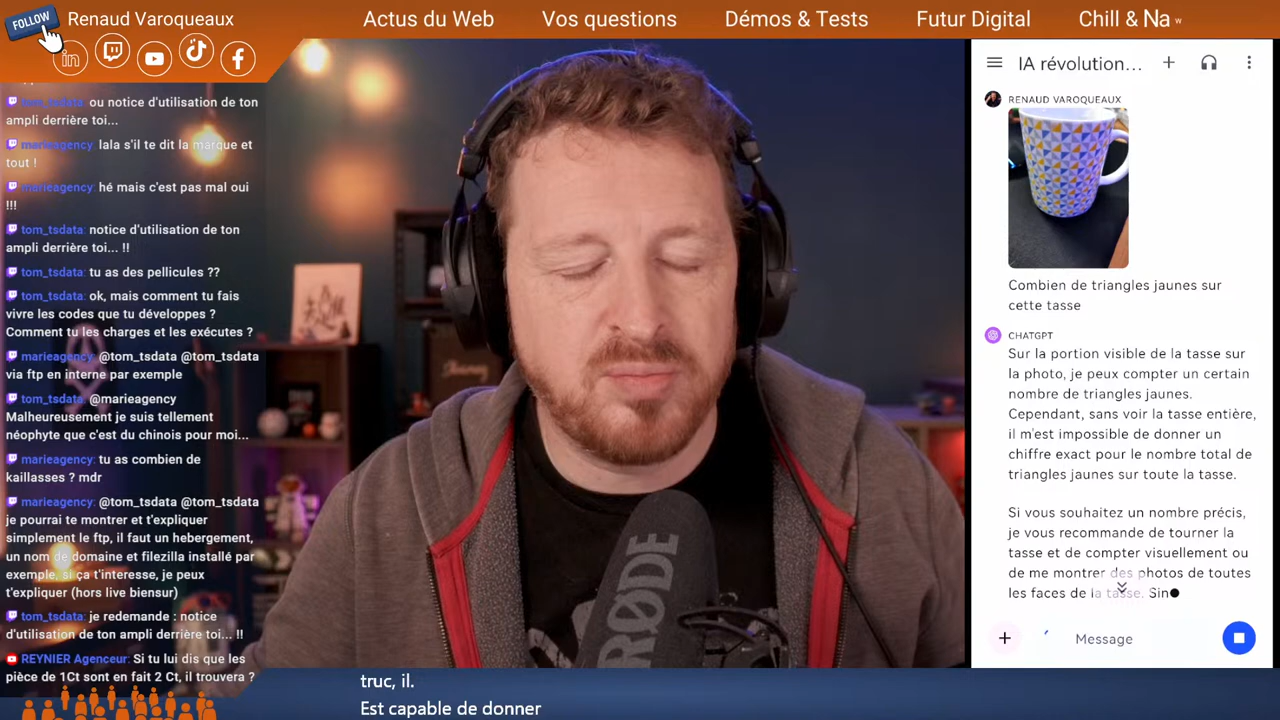 FOLLOW
Renaud Varoqueaux
Actus du Web
Vos questions
Démos & Tests
Futur Digital
Chill & Na
w
tom_tsdata: ou notice d'utilisation de ton
ampli derrière toi...
marieagency: lala s'il te dit la marque et
tout !
marieagency: hé mais c'est pas mal oui
!!!
tom_tsdata: notice d'utilisation de ton
ampli derrière toi... !!
tom_tsdata: tu as des pellicules ??
tom_tsdata: ok, mais comment tu fais
vivre les codes que tu développes ?
Comment tu les charges et les exécutes ?
marieagency: @tom_tsdata @tom_tsdata
via ftp en interne par exemple
tom_tsdata: @marieagency
Malheureusement je suis tellement
néophyte que c'est du chinois pour moi...
marieagency: tu as combien de
kaillasses ? mdr
marieagency: @tom_tsdata @tom_tsdata
je pourrai te montrer et t'expliquer
simplement le ftp, il faut un hebergement,
un nom de domaine et filezilla installé par
exemple, si ça t'interesse, je peux
t'expliquer (hors live biensur)
tom_tsdata: je redemande : notice
d'utilisation de ton ampli derrière toi... !!
REYNIER Agenceur: Si tu lui dis que les
pièce de 1Ct sont en fait 2 Ct, il trouvera ?
RØDE
truc, il.
Est capable de donner
IA révolution...
RENAUD VAROQUEAUX
Combien de triangles jaunes sur
cette tasse
CHATGPT
Sur la portion visible de la tasse sur
la photo, je peux compter un certain
nombre de triangles jaunes.
Cependant, sans voir la tasse entière,
il m'est impossible de donner un
chiffre exact pour le nombre total de
triangles jaunes sur toute la tasse.
Si vous souhaitez un nombre précis,
je vous recommande de tourner la
tasse et de compter visuellement ou
de me montrer des photos de toutes
les faces de la tasse. Sin
Message